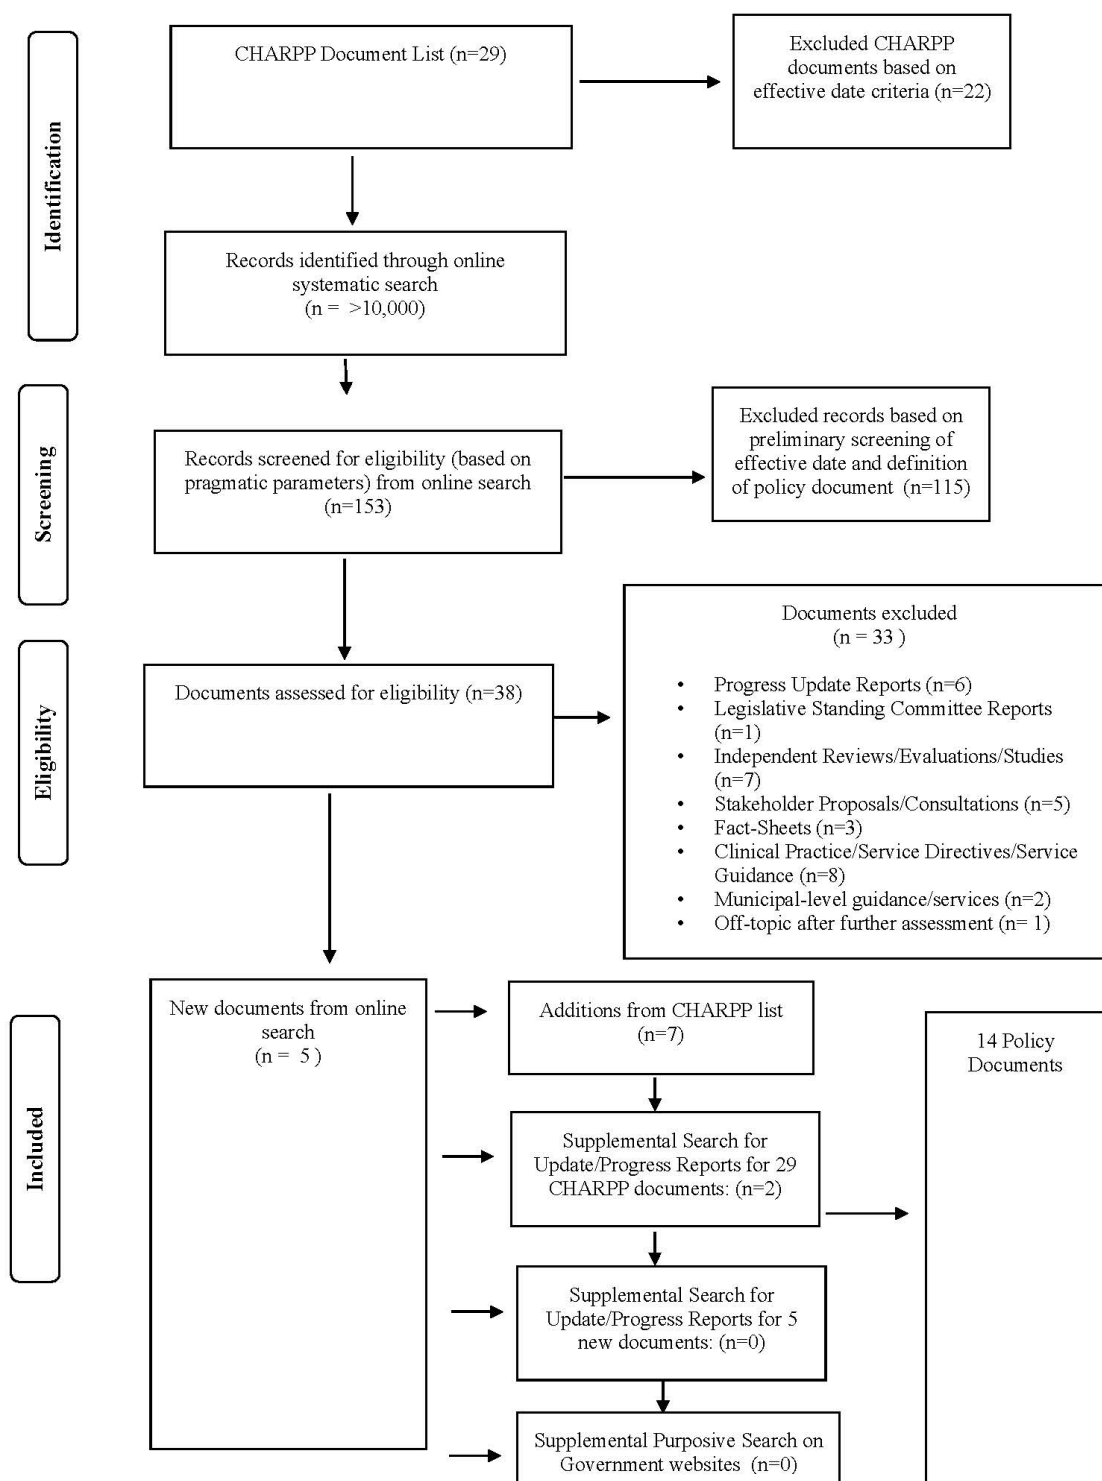 CHARPP Document List (n=29)
Excluded CHARPP
documents based on
effective date criteria (n=22)
Identification
Records identified through online
systematic search
(n =  >10,000)
Screening
Records screened for eligibility (based on
pragmatic parameters) from online search
(n=153)
Excluded records based on
preliminary screening of
effective date and definition
of policy document  (n=115)
Eligibility
Documents assessed for eligibility (n=38)
Documents excluded
(n = 33 )
• Progress Update Reports (n=6)
• Legislative Standing Committee Reports
(n=1)
• Independent Reviews/Evaluations/Studies
(n=7)
• Stakeholder Proposals/Consultations (n=5)
• Fact-Sheets (n=3)
• Clinical Practice/Service Directives/Service
Guidance (n=8)
• Municipal-level guidance/services (n=2)
• Off-topic after further assessment (n= 1)
Included
New documents from online
search
(n =  5 )
Additions from CHARPP list
(n=7)
Supplemental Search for
Update/Progress Reports for 29
CHARPP documents: (n=2)
Supplemental Search for
Update/Progress Reports for 5
new documents: (n=0)
Supplemental Purposive Search on
Government websites  (n=0)
14 Policy
Documents